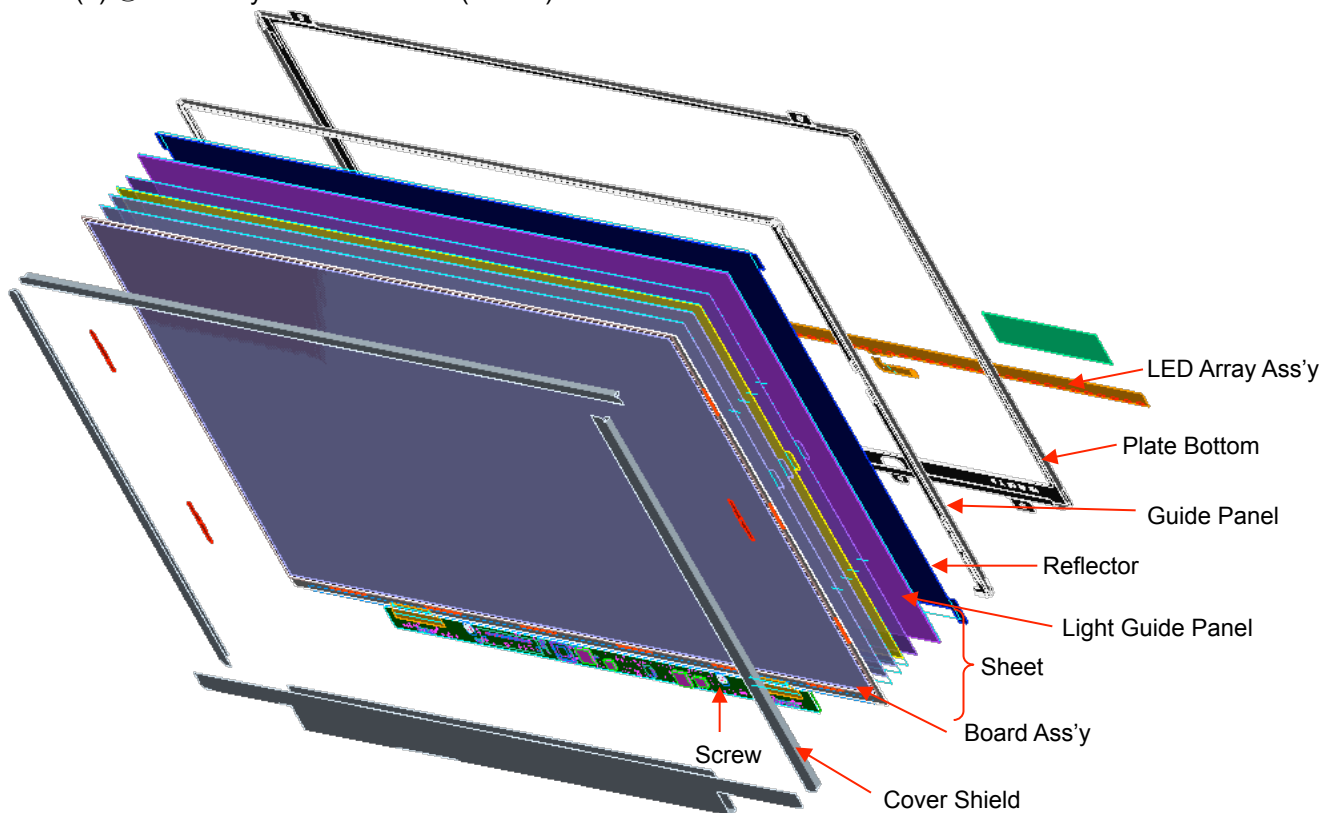 LED Array Ass’y
Plate Bottom
Guide Panel
Reflector
Light Guide Panel
Sheet
Board Ass’y
Screw
Cover Shield